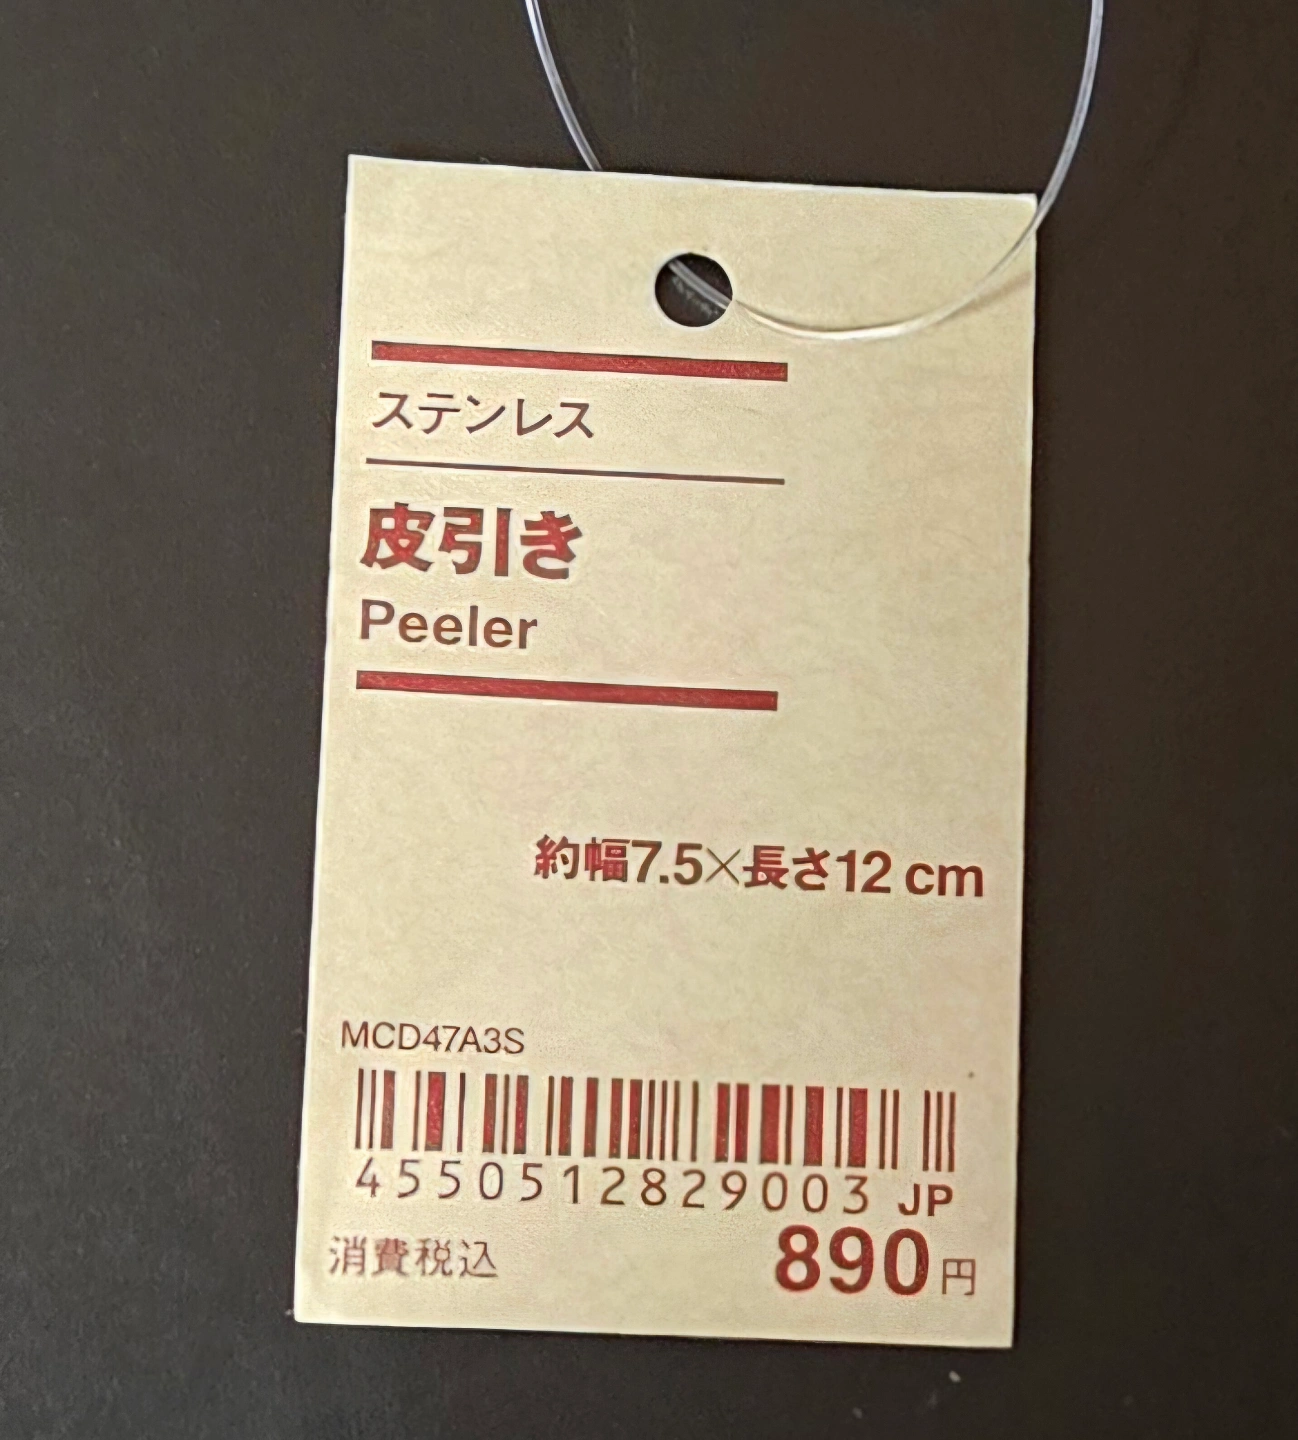 ステンレス
皮引き
Peeler
約幅7.5×長さ12 cm
MCD47A3S
4550512829003 JP
消費税込 890円